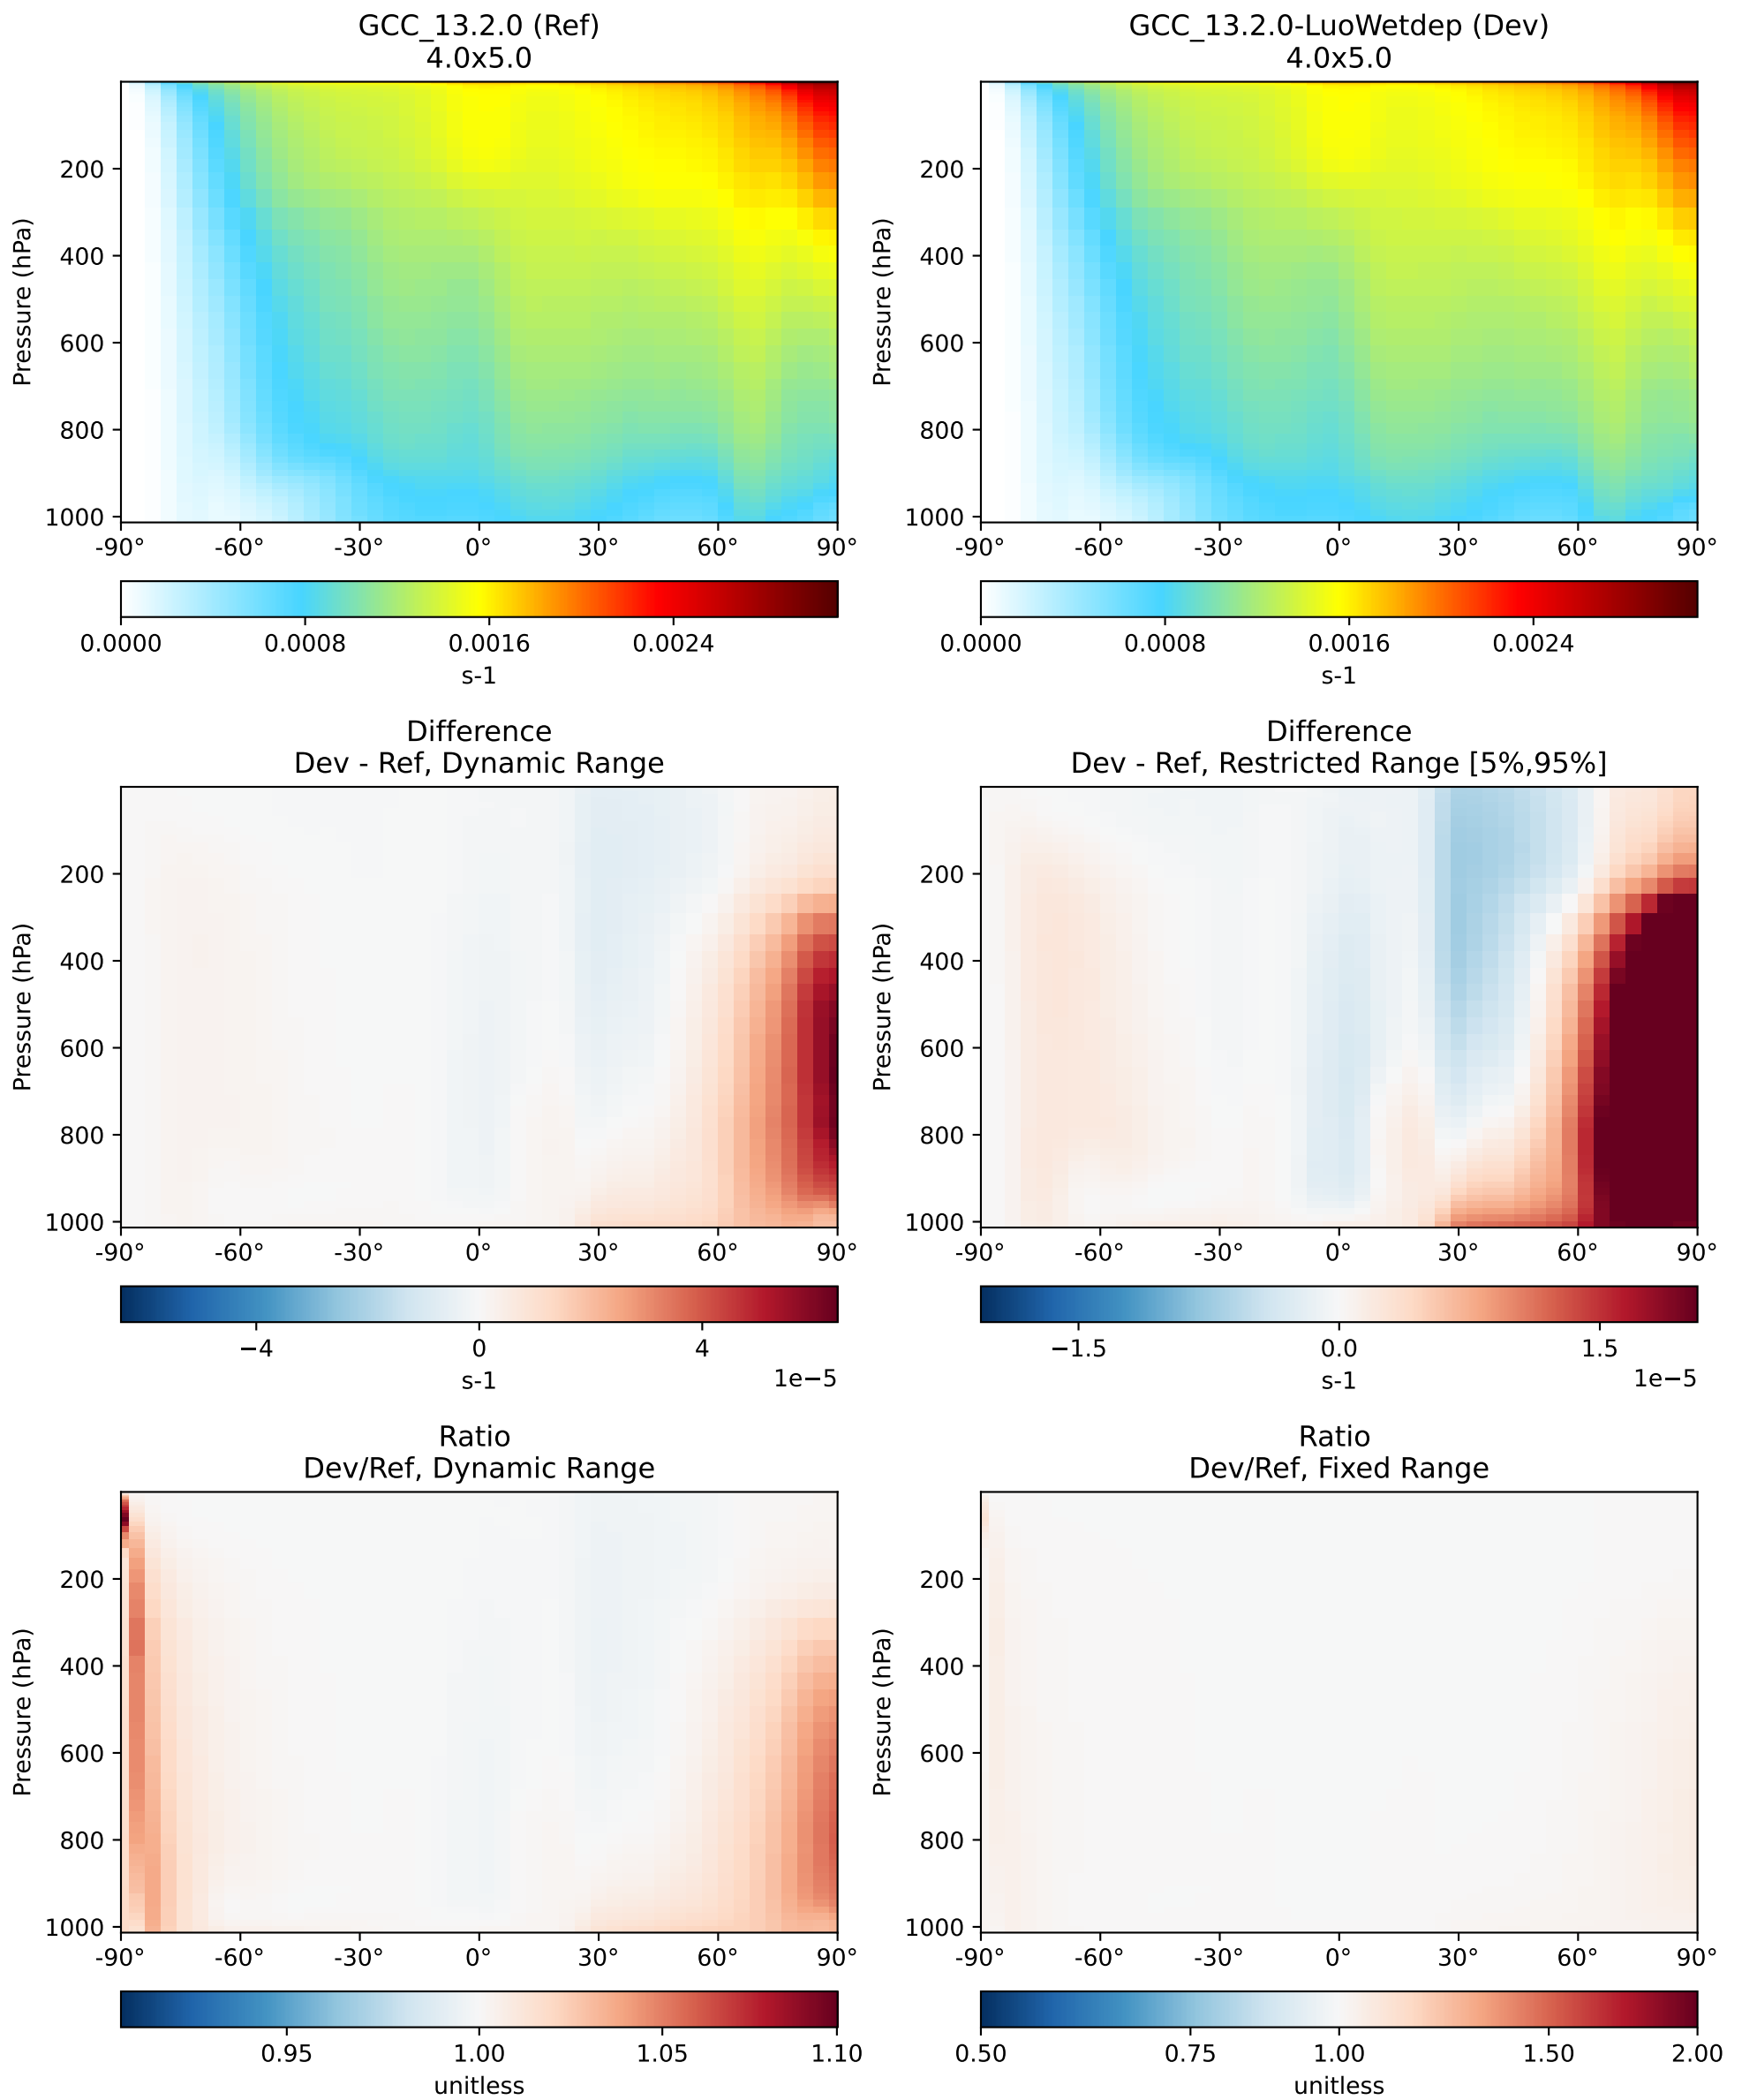 GCC_13.2.0 (Ref)
4.0x5.0
Pressure (hPa)
200
400
600
800
1000
-90° -60° -30° 0° 30° 60° 90°
0.0000 0.0008 0.0016 0.0024
s-1
GCC_13.2.0-LuoWetdep (Dev)
4.0x5.0
Pressure (hPa)
200
400
600
800
1000
-90° -60° -30° 0° 30° 60° 90°
0.0000 0.0008 0.0016 0.0024
s-1
Difference
Dev - Ref, Dynamic Range
Pressure (hPa)
200
400
600
800
1000
-90° -60° -30° 0° 30° 60° 90°
−4 0 4
s-1 1e−5
Difference
Dev - Ref, Restricted Range [5%,95%]
Pressure (hPa)
200
400
600
800
1000
-90° -60° -30° 0° 30° 60° 90°
−1.5 0.0 1.5
s-1 1e−5
Ratio
Dev/Ref, Dynamic Range
Pressure (hPa)
200
400
600
800
1000
-90° -60° -30° 0° 30° 60° 90°
0.95 1.00 1.05 1.10
unitless
Ratio
Dev/Ref, Fixed Range
Pressure (hPa)
200
400
600
800
1000
-90° -60° -30° 0° 30° 60° 90°
0.50 0.75 1.00 1.50 2.00
unitless